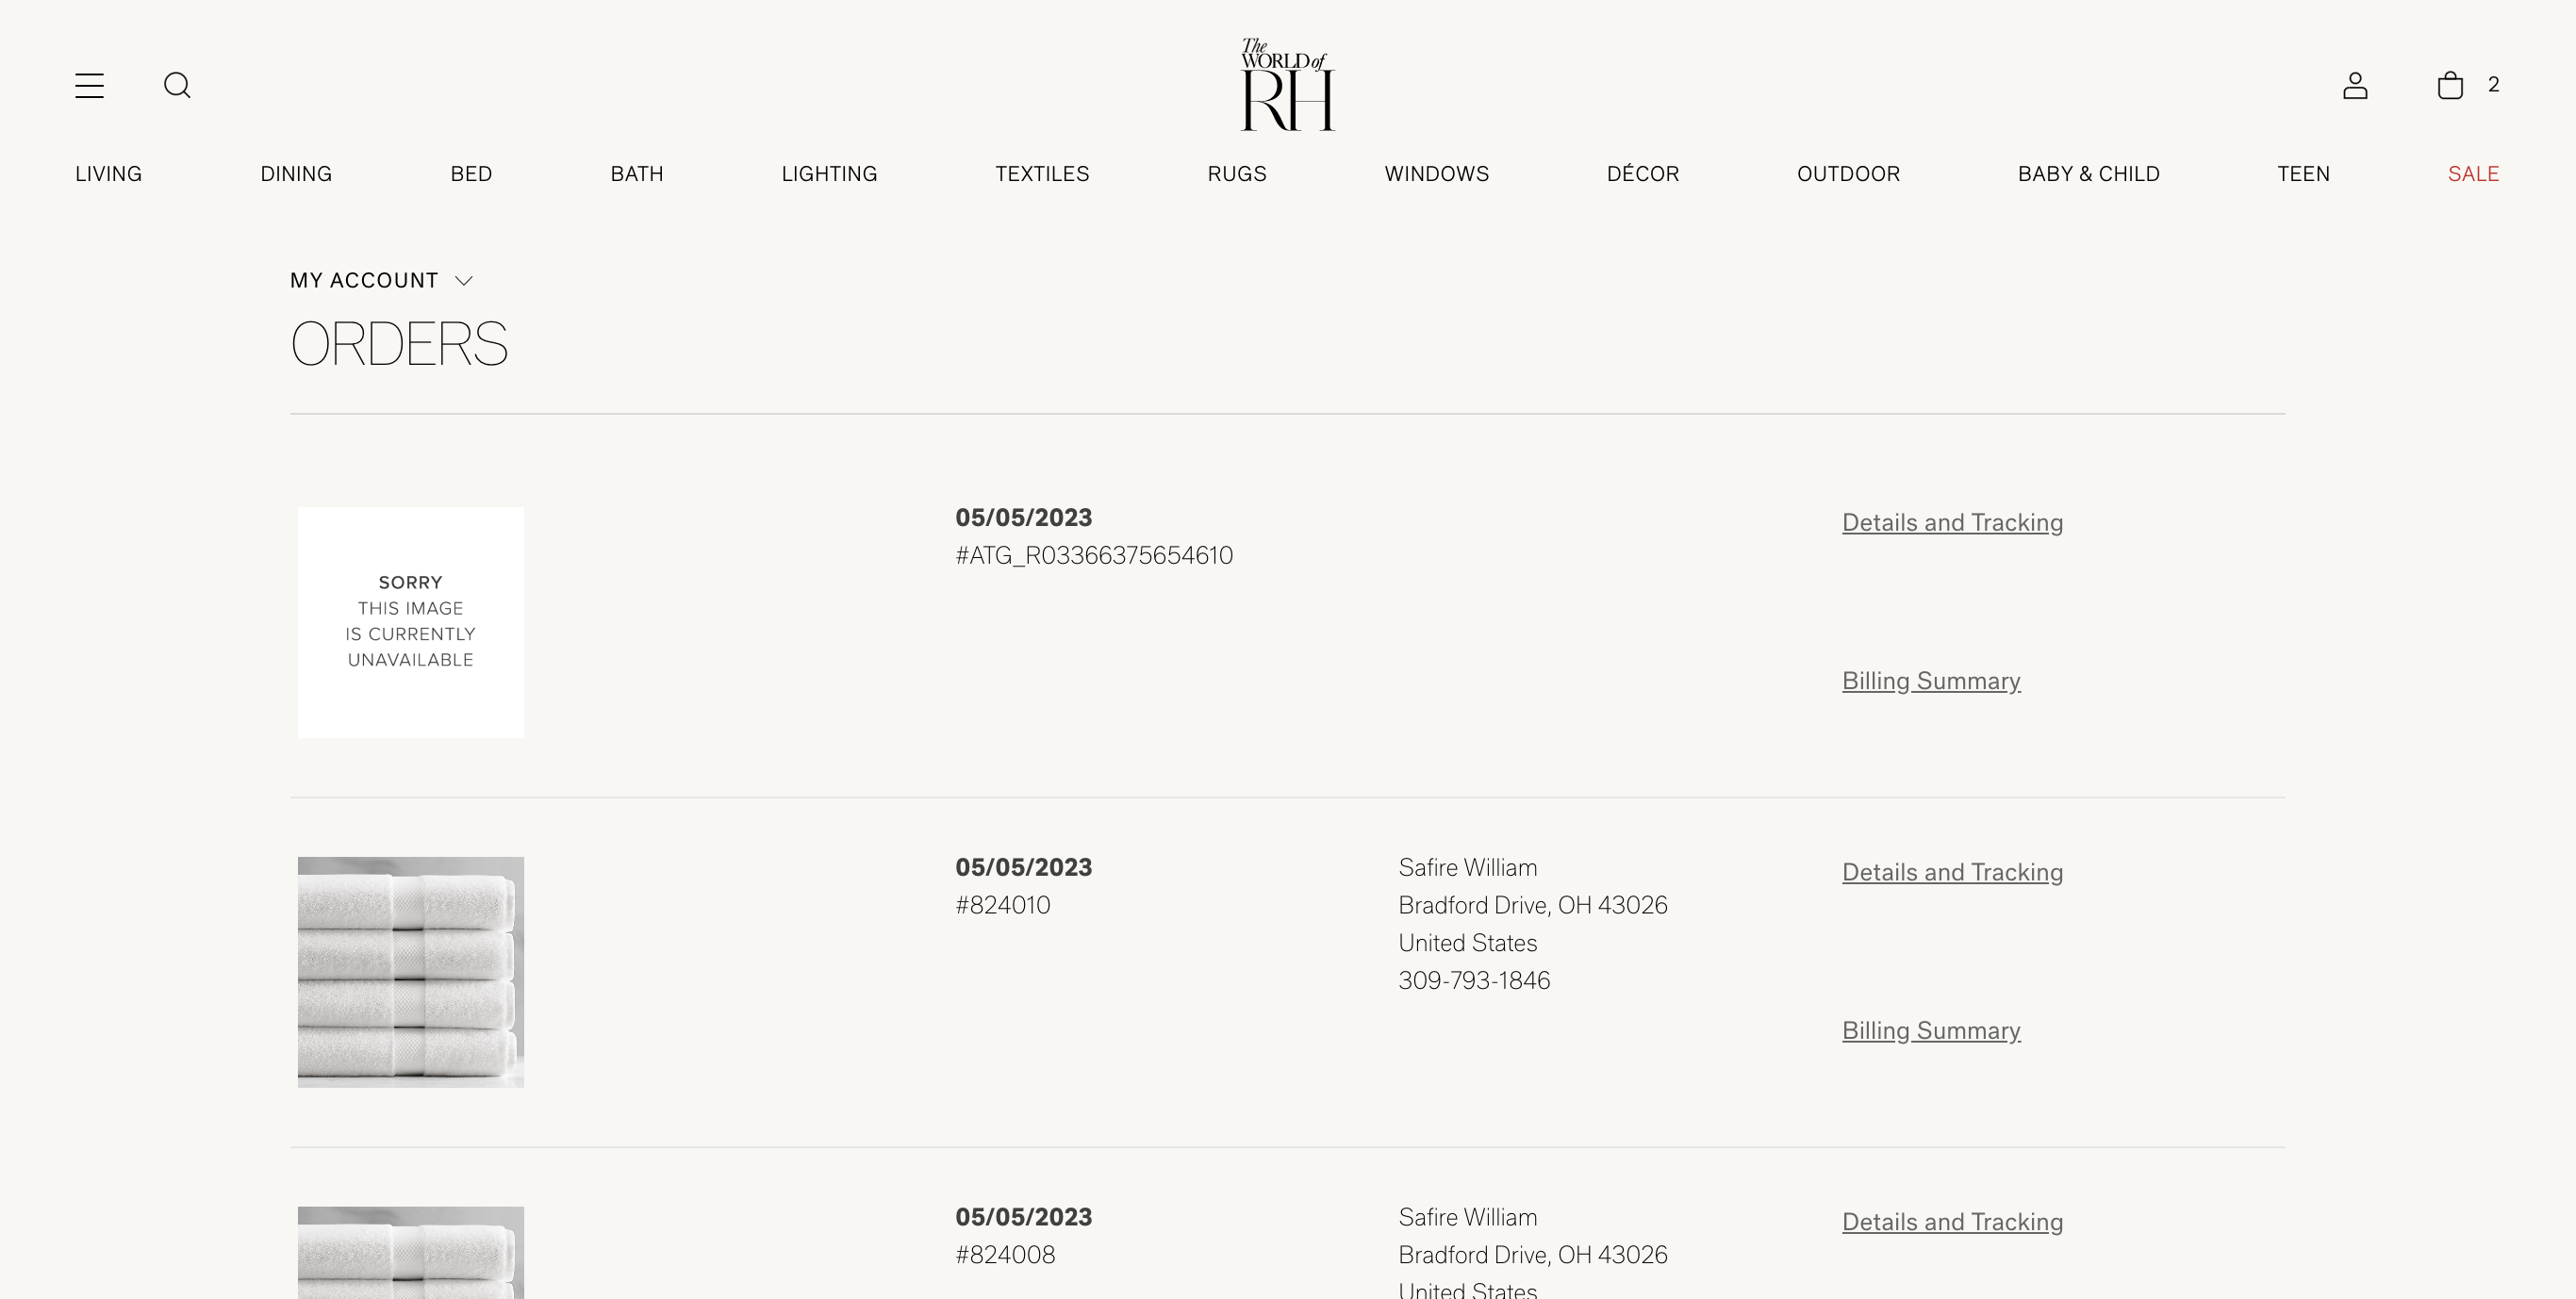 The
WORLD of
RH
2
LIVING DINING BED BATH LIGHTING TEXTILES RUGS WINDOWS DÉCOR OUTDOOR BABY & CHILD TEEN SALE
MY ACCOUNT
ORDERS
SORRY
THIS IMAGE
IS CURRENTLY
UNAVAILABLE
05/05/2023
#ATG_R03366375654610
Details and Tracking
Billing Summary
05/05/2023
#824010
Safire William
Bradford Drive, OH 43026
United States
309-793-1846
Details and Tracking
Billing Summary
05/05/2023
#824008
Safire William
Bradford Drive, OH 43026
United States
Details and Tracking